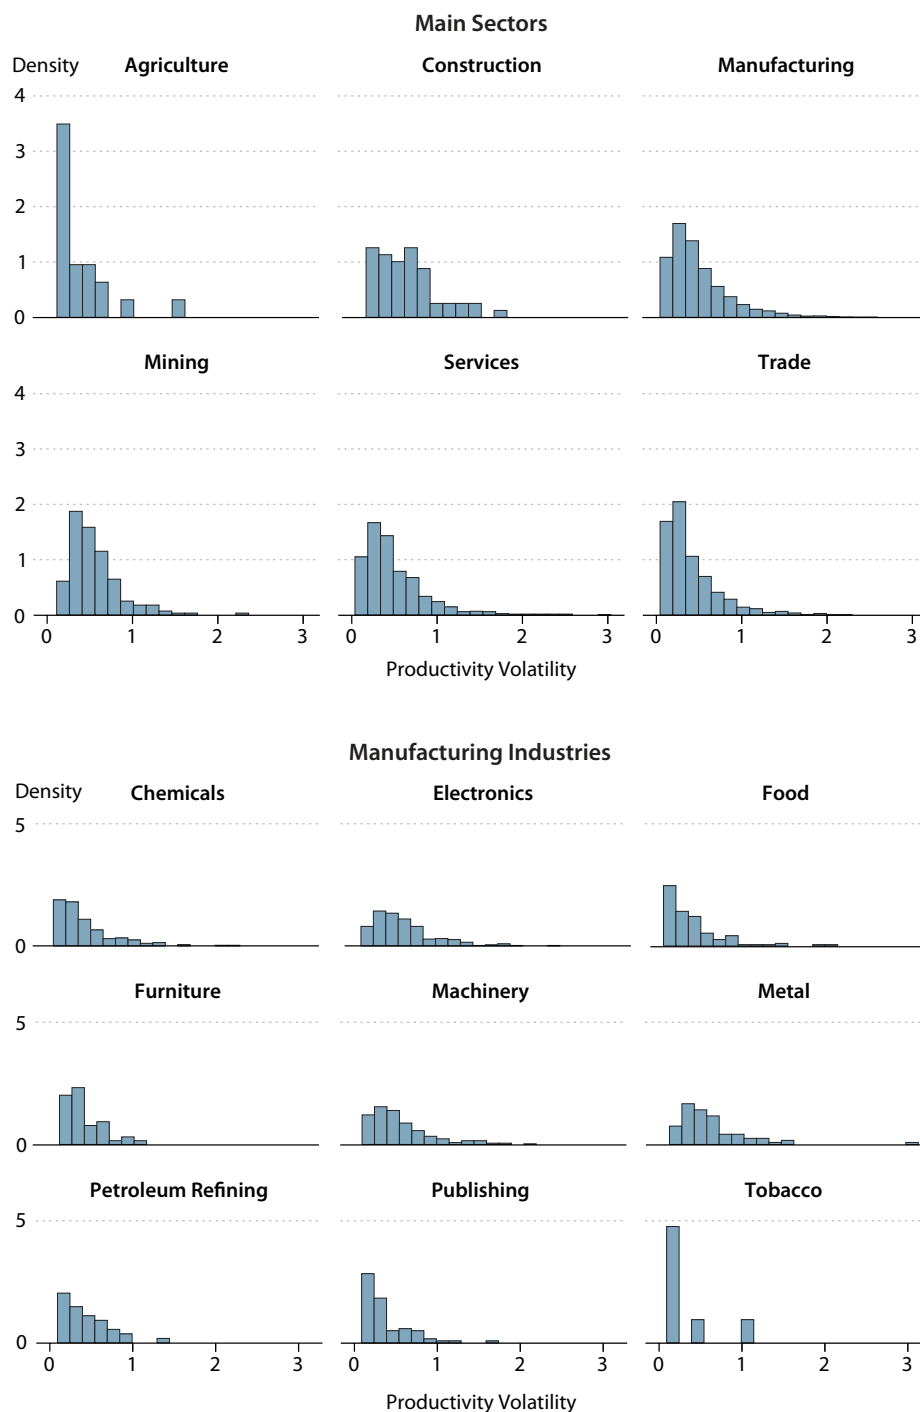 Main Sectors
Density Agriculture Construction Manufacturing
4
3
2
1
0
Mining Services Trade
4
3
2
1
0
0 1 2 3 0 1 2 3 0 1 2 3
Productivity Volatility
Manufacturing Industries
Density Chemicals Electronics Food
5
0
Furniture Machinery Metal
5
0
Petroleum Refining Publishing Tobacco
5
0
0 1 2 3 0 1 2 3 0 1 2 3
Productivity Volatility